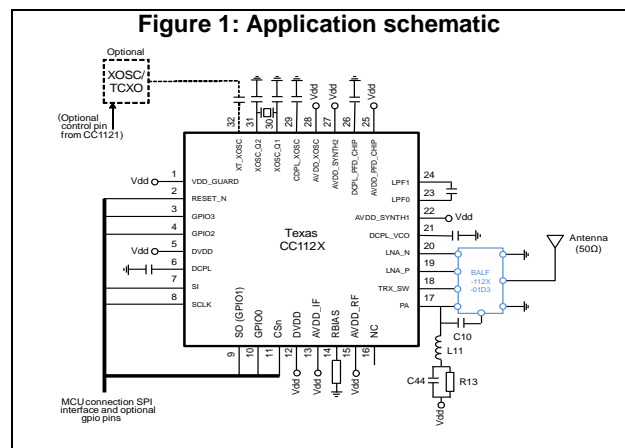 Figure 1: Application schematic
Optional
XOSC/
TCXO
(Optional
control pin
from CC1121)
32
31
30
29
28
27
26
25
Vdd
Vdd
Vdd
XT_XOSC
XOSC_Q2
XOSC_Q1
CDPL_XOSC
AVDD_XOSC
AVDD_SYNTH2
DCPL_PFD_CHIP
AVDD_PFD_CHIP
Vdd
1
VDD_GUARD
2
RESET_N
3
GPIO3
4
GPIO2
Vdd
5
DVDD
6
DCPL
7
SI
8
SCLK
Texas
CC112X
LPF1
24
LPF0
23
AVDD_SYNTH1
22
Vdd
DCPL_VCO
21
LNA_N
20
LNA_P
19
TRX_SW
18
PA
17
BALF
-112X
-01D3
Antenna
(50Ω)
SO (GPIO1)
GPIO0
CSn
DVDD
AVDD_IF
RBIAS
AVDD_RF
NC
9
10
11
12
13
14
15
16
Vdd
Vdd
Vdd
C10
L11
C44
R13
Vdd
MCU connection SPI
interface and optional
gpio pins